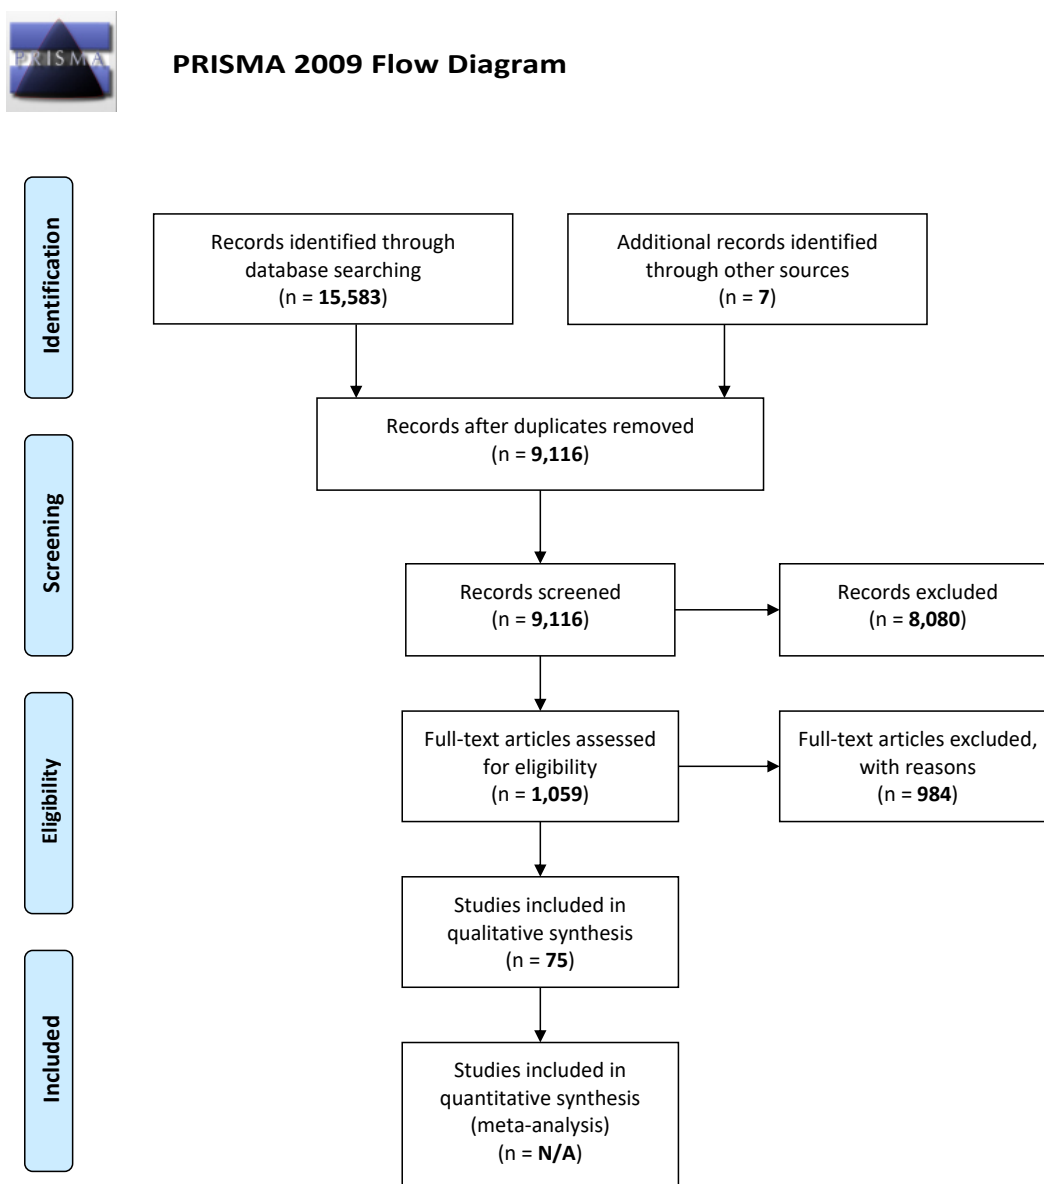 PRISMA
PRISMA 2009 Flow Diagram
Identification
Records identified through
database searching
(n = 15,583)
Additional records identified
through other sources
(n = 7)
Records after duplicates removed
(n = 9,116)
Screening
Records screened
(n = 9,116)
Records excluded
(n = 8,080)
Eligibility
Full-text articles assessed
for eligibility
(n = 1,059)
Full-text articles excluded,
with reasons
(n = 984)
Studies included in
qualitative synthesis
(n = 75)
Included
Studies included in
quantitative synthesis
(meta-analysis)
(n = N/A)